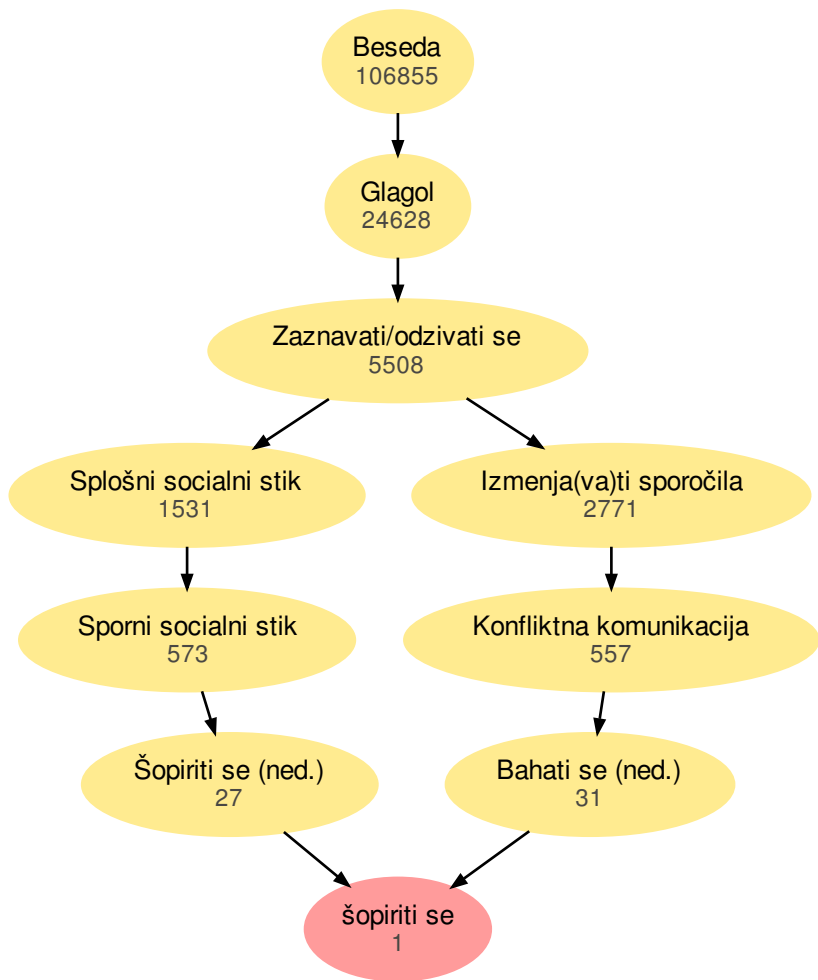 Beseda
106855
Glagol
24628
Zaznavati/odzivati se
5508
Splošni socialni stik
1531
Izmenja(va)ti sporočila
2771
Sporni socialni stik
573
Konfliktna komunikacija
557
Šopiriti se (ned.)
27
Bahati se (ned.)
31
šopiriti se
1